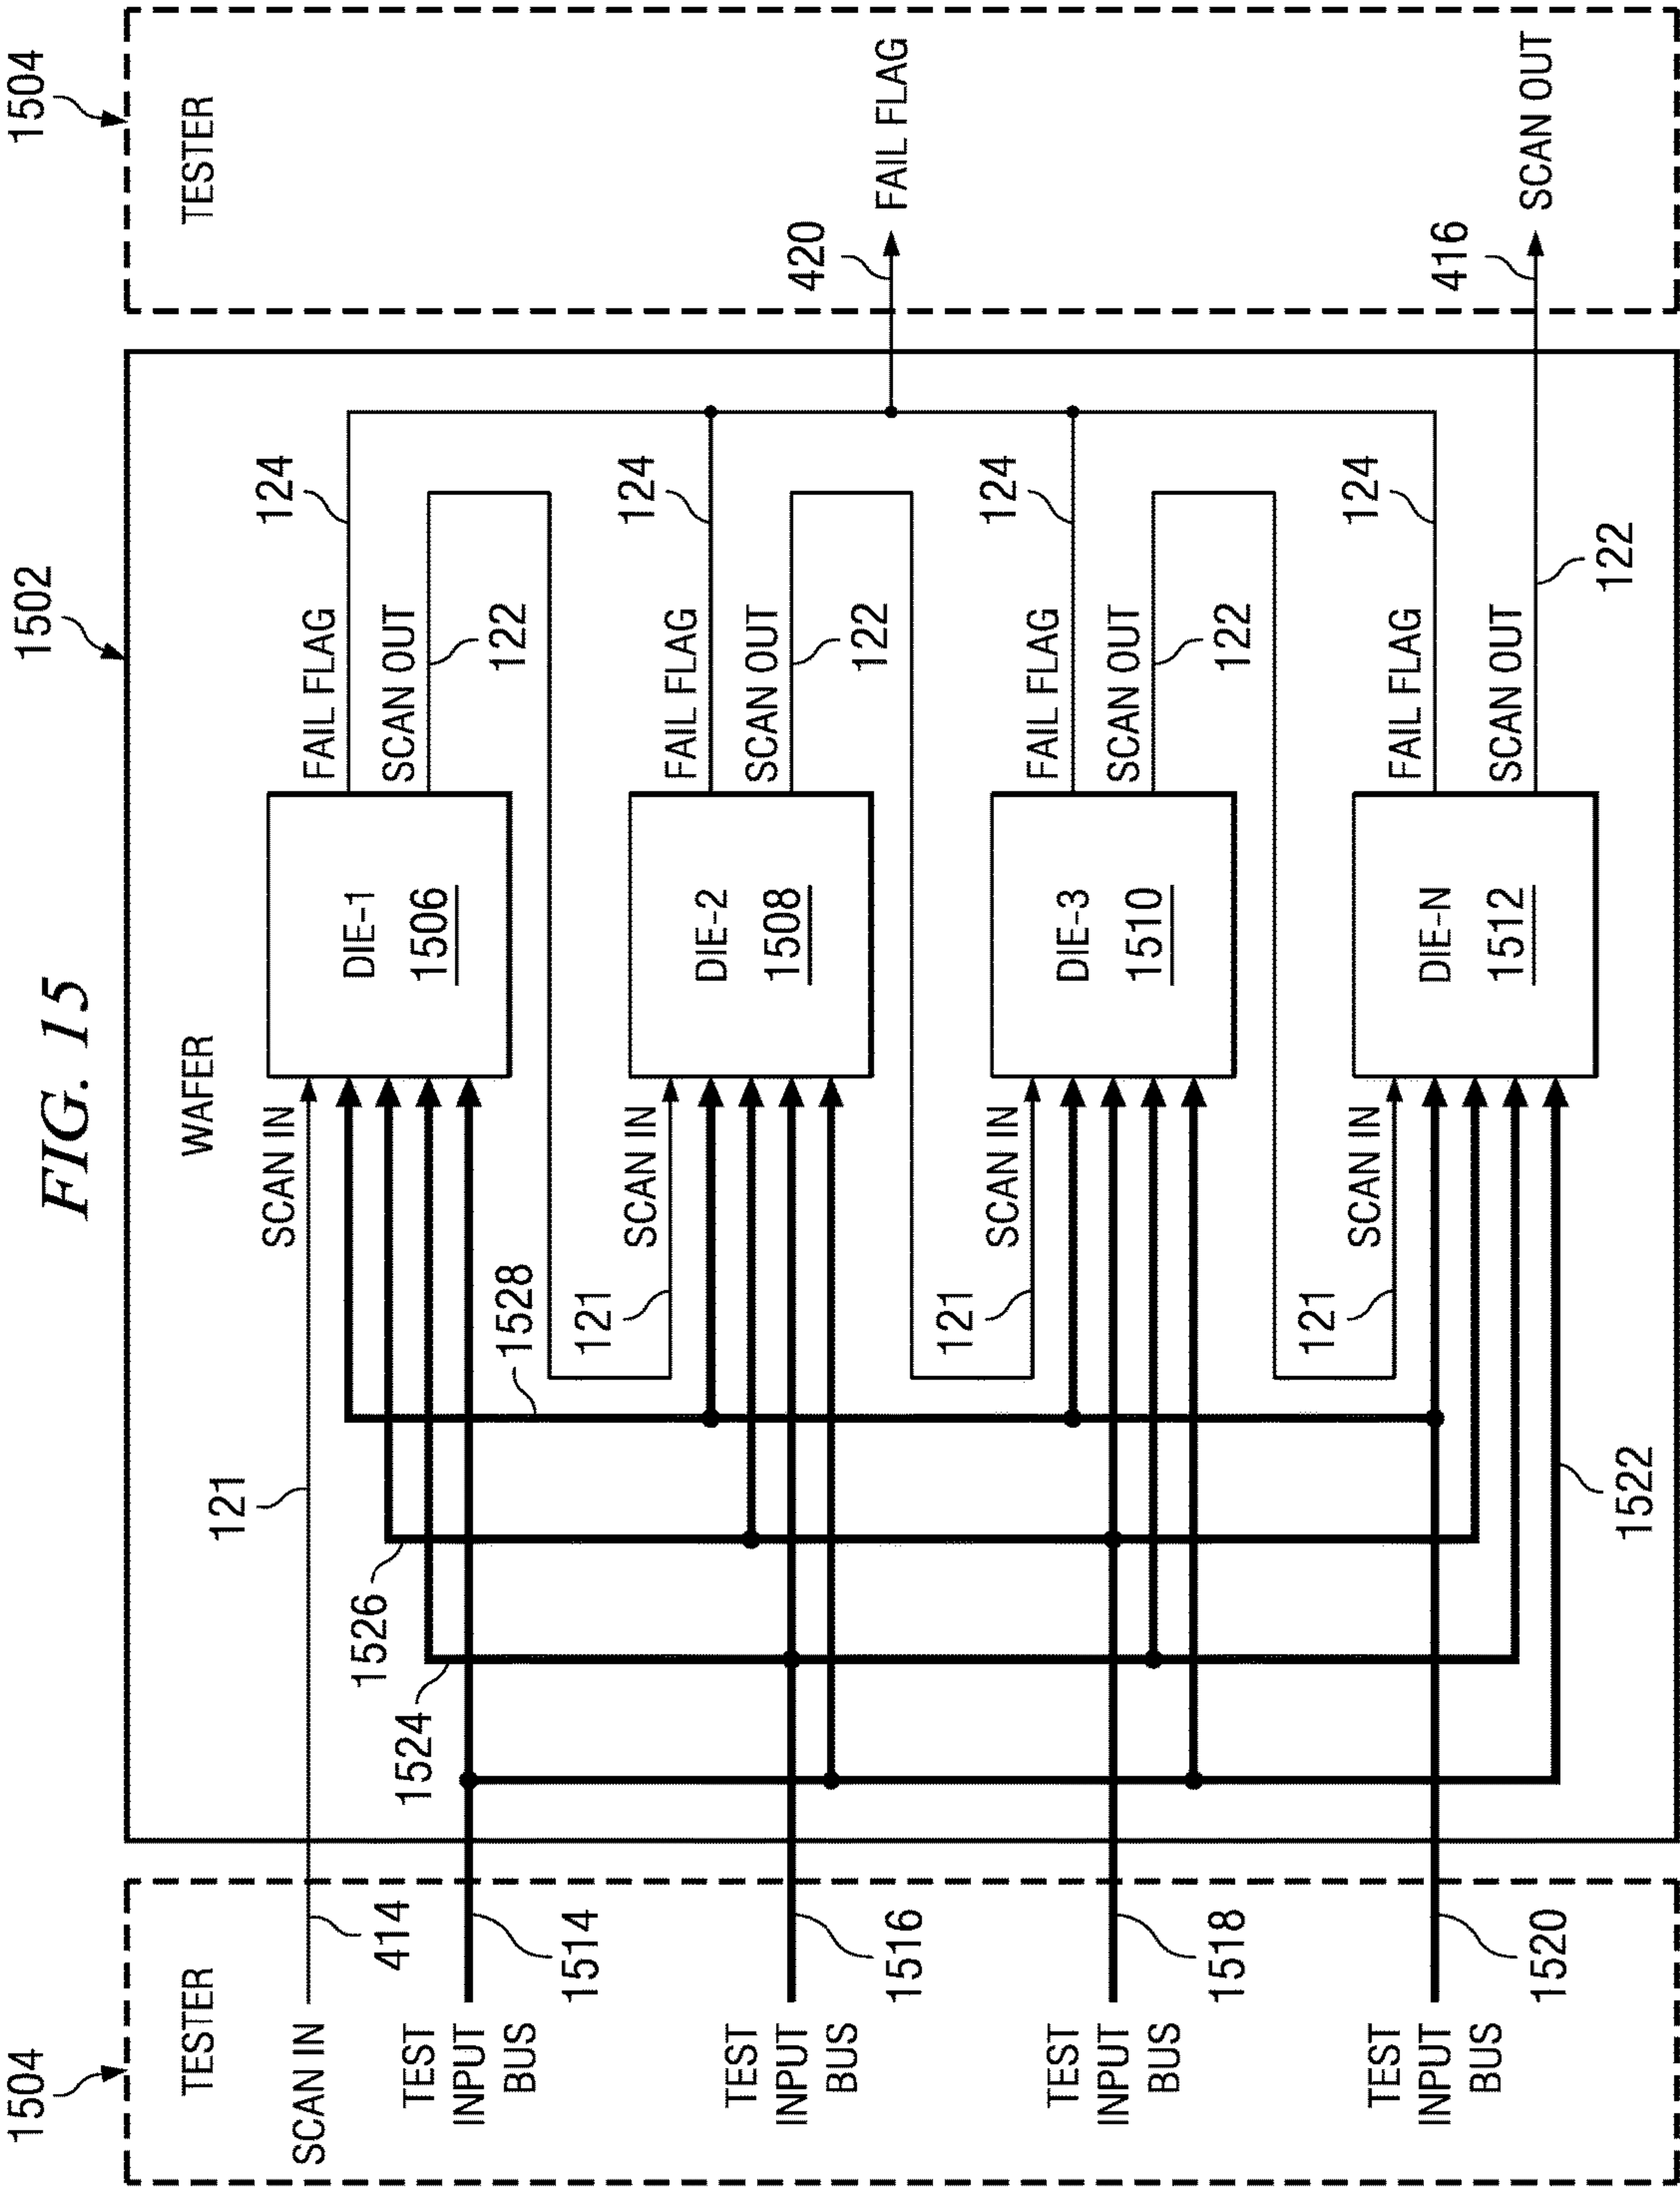 FIG. 15
1504
1502
1504
TESTER
WAFER
TESTER
SCAN IN
414
121
SCAN IN
DIE-1
1506
FAIL FLAG
124
SCAN OUT
122
TEST
INPUT
BUS
1514
1524
1526
1528
121
SCAN IN
DIE-2
1508
FAIL FLAG
124
SCAN OUT
122
TEST
INPUT
BUS
1516
420
FAIL FLAG
121
SCAN IN
DIE-3
1510
FAIL FLAG
124
SCAN OUT
122
TEST
INPUT
BUS
1518
121
SCAN IN
DIE-N
1512
FAIL FLAG
124
SCAN OUT
122
TEST
INPUT
BUS
1520
1522
416
SCAN OUT